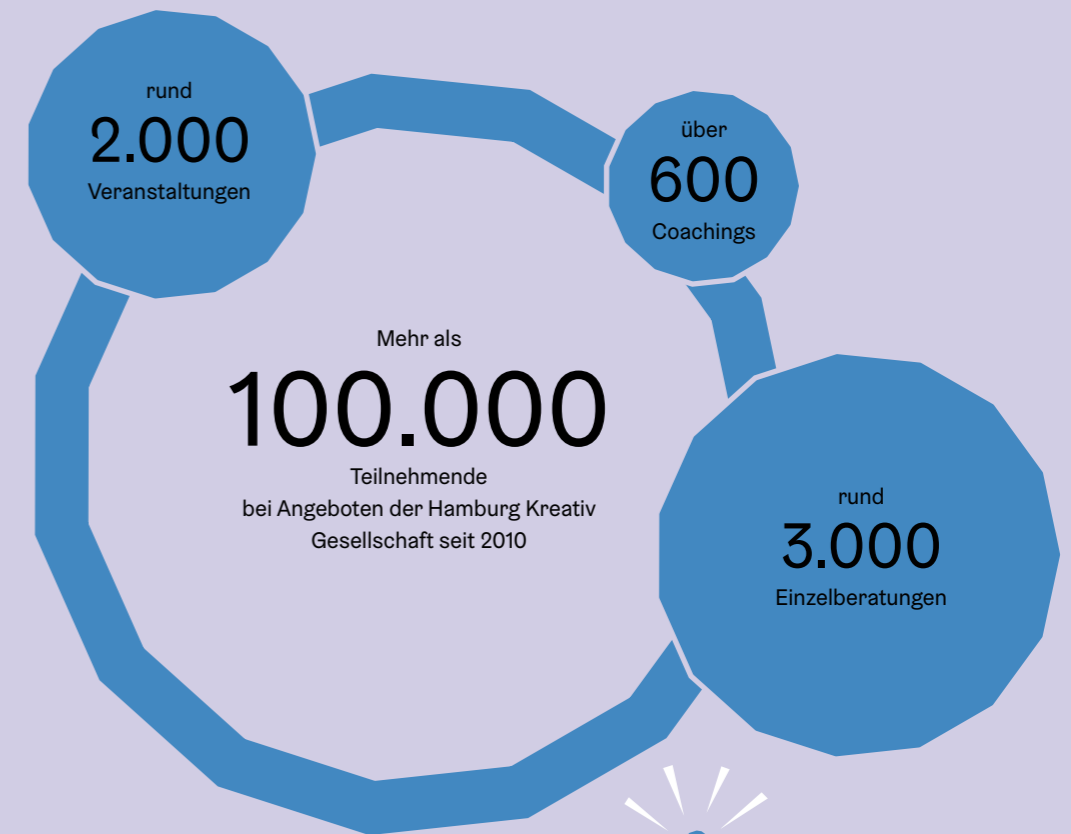 rund
2.000
Veranstaltungen
über
600
Coachings
Mehr als
100.000
Teilnehmende
bei Angeboten der Hamburg Kreativ
Gesellschaft seit 2010
rund
3.000
Einzelberatungen